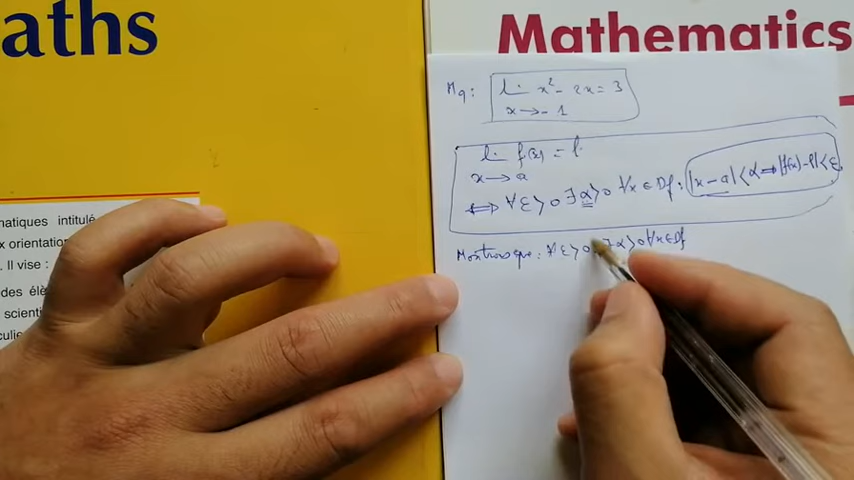 aths
Mathematics
Mq : lim x² - 2x = 3
x → -1
lim f(x) = l
x → a
⟺ ∀ε>0 ∃α>0 ∀x ∈ Df : |x-a|<α ⟹ |f(x)-l|<ε
Montrons que : ∀ε>0 ∃α>0 ∀x∈Df
matiques intitulé
x orientation
. Il vise :
des élé
scienti